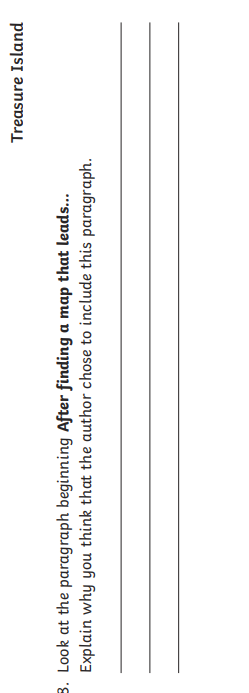 Treasure Island
8. Look at the paragraph beginning After finding a map that leads...
Explain why you think that the author chose to include this paragraph.